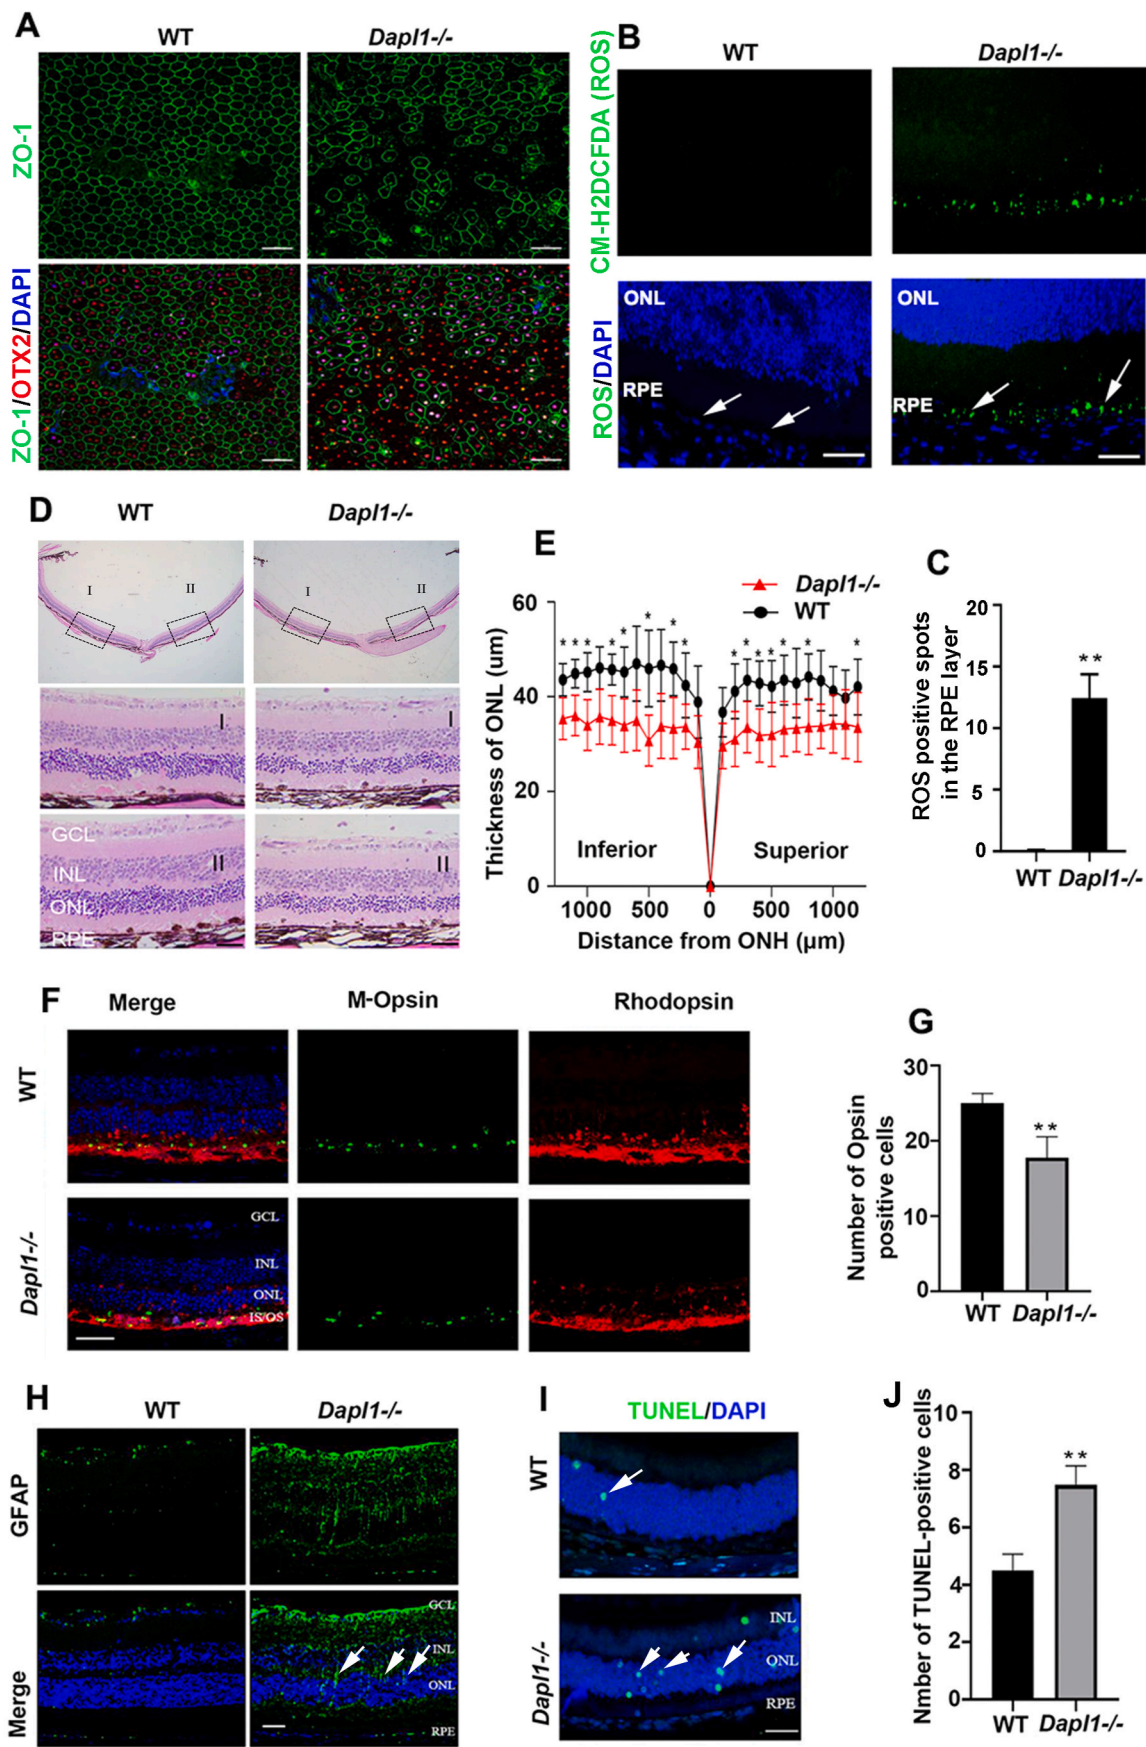 A
WT
Dapl1-/-
ZO-1
ZO-1/OTX2/DAPI
B
WT
Dapl1-/-
CM-H2DCFDA (ROS)
ROS/DAPI
ONL
RPE
ONL
RPE
D
WT
Dapl1-/-
I
II
I
II
I
I
GCL
INL
ONL
RPE
II
II
E
Dapl1-/-
WT
Thickness of ONL (um)
60
40
20
0
* * * * * * * *
* * * * * * *
Inferior
Superior
1000 500 0 500 1000
Distance from ONH (μm)
C
ROS positive spots
in the RPE layer
20
15
10
5
0
**
WT Dapl1-/-
F
Merge
M-Opsin
Rhodopsin
WT
Dapl1-/-
GCL
INL
ONL
IS/OS
G
Number of Opsin
positive cells
30
20
10
0
**
WT Dapl1-/-
H
WT
Dapl1-/-
GFAP
Merge
GCL
INL
ONL
RPE
I
TUNEL/DAPI
WT
Dapl1-/-
INL
ONL
RPE
J
Nmber of TUNEL-positive cells
10
8
6
4
2
0
**
WT Dapl1-/-